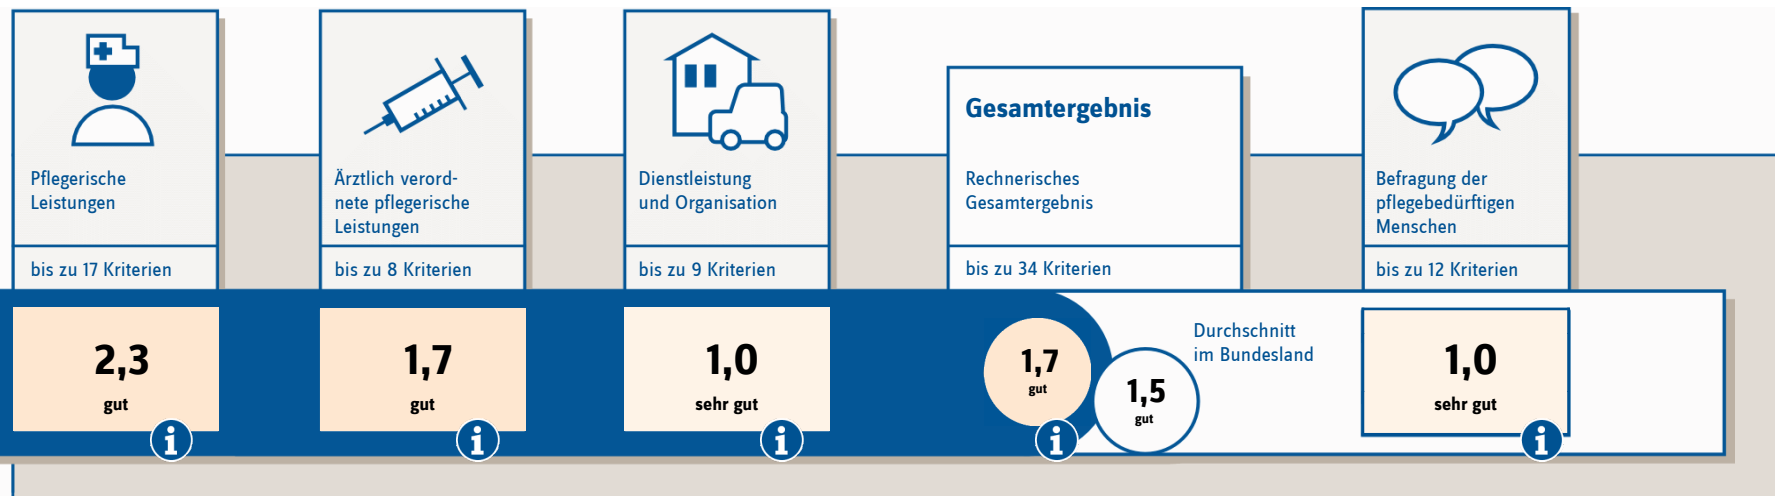 Pflegerische
Leistungen
bis zu 17 Kriterien
2,3
gut
i
Ärztlich verord-
nete pflegerische
Leistungen
bis zu 8 Kriterien
1,7
gut
i
Dienstleistung
und Organisation
bis zu 9 Kriterien
1,0
sehr gut
i
Gesamtergebnis
Rechnerisches
Gesamtergebnis
bis zu 34 Kriterien
1,7
gut
i
1,5
gut
Durchschnitt
im Bundesland
Befragung der
pflegebedürftigen
Menschen
bis zu 12 Kriterien
1,0
sehr gut
i